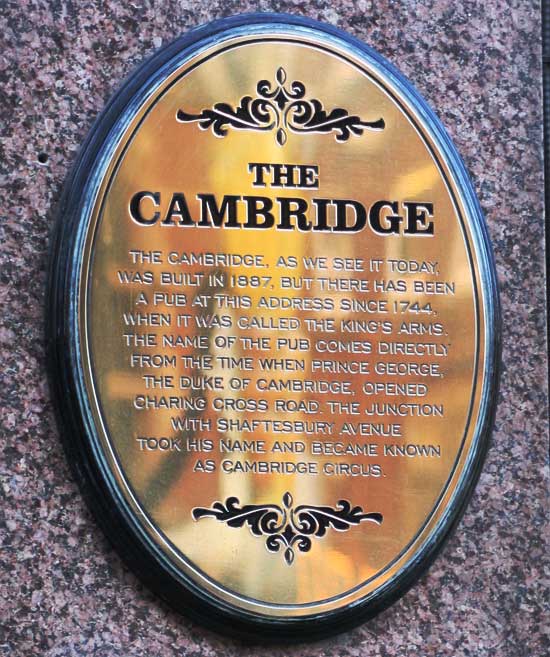 THE
CAMBRIDGE
THE CAMBRIDGE, AS WE SEE IT TODAY,
WAS BUILT IN 1887, BUT THERE HAS BEEN
A PUB AT THIS ADDRESS SINCE 1744,
WHEN IT WAS CALLED THE KING'S ARMS.
THE NAME OF THE PUB COMES DIRECTLY
FROM THE TIME WHEN PRINCE GEORGE,
THE DUKE OF CAMBRIDGE, OPENED
CHARING CROSS ROAD. THE JUNCTION
WITH SHAFTESBURY AVENUE
TOOK HIS NAME AND BECAME KNOWN
AS CAMBRIDGE CIRCUS.